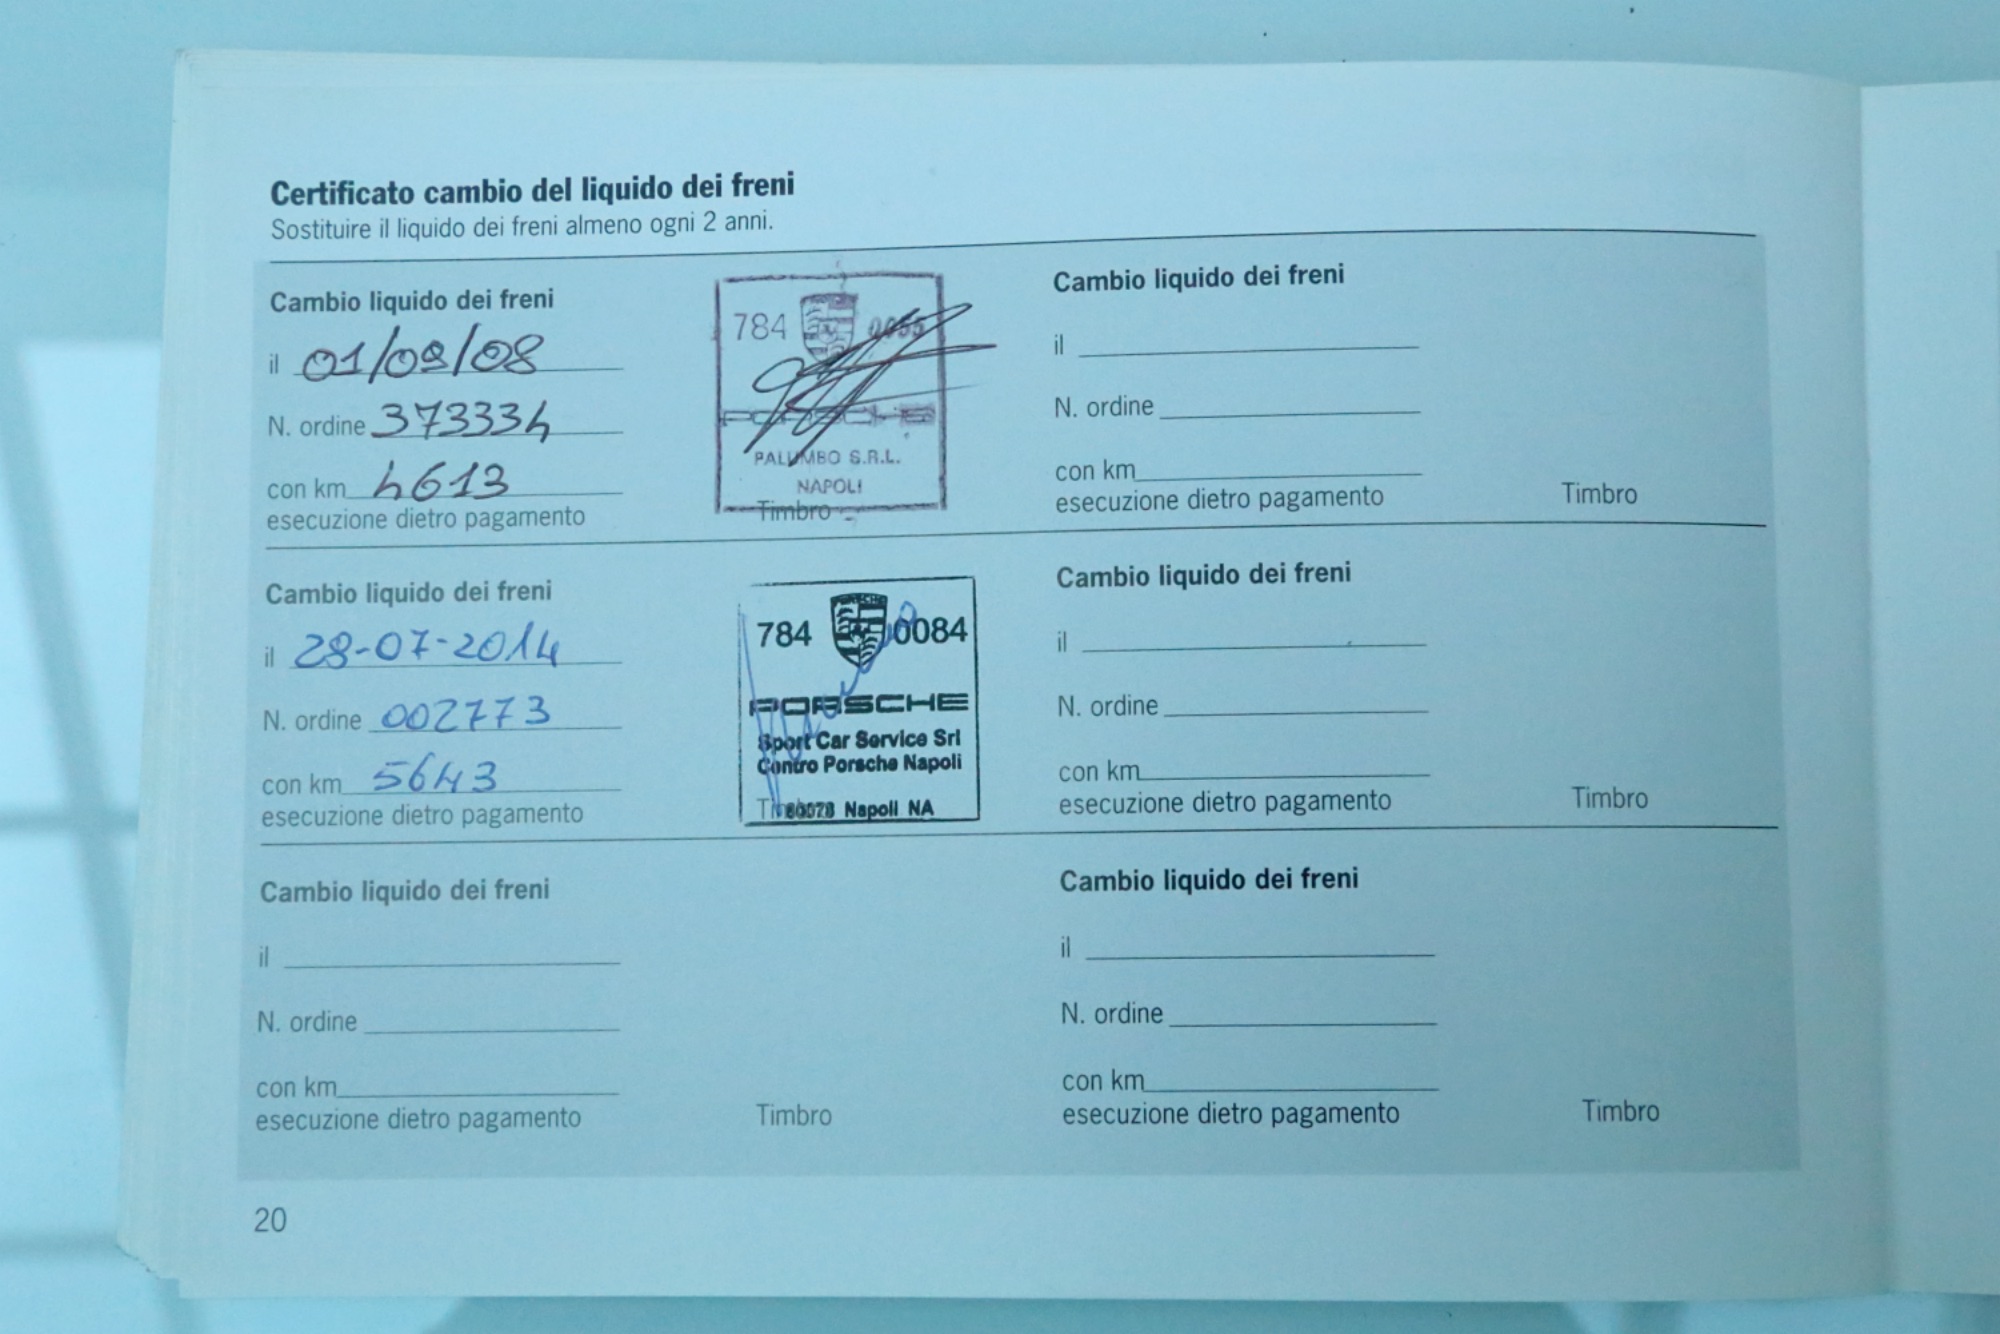 Certificato cambio del liquido dei freni
Sostituire il liquido dei freni almeno ogni 2 anni.
Cambio liquido dei freni
il 01/09/08
N. ordine 373334
con km 4613
esecuzione dietro pagamento
784 0055
PALUMBO S.R.L.
NAPOLI
Timbro
Cambio liquido dei freni
il
N. ordine
con km
esecuzione dietro pagamento
Timbro
Cambio liquido dei freni
il 28-07-2014
N. ordine 002773
con km 5643
esecuzione dietro pagamento
PORSCHE
784 0084
PORSCHE
Sport Car Service Srl
Centro Porsche Napoli
Napoli NA
Cambio liquido dei freni
il
N. ordine
con km
esecuzione dietro pagamento
Timbro
Cambio liquido dei freni
il
N. ordine
con km
esecuzione dietro pagamento
Timbro
Cambio liquido dei freni
il
N. ordine
con km
esecuzione dietro pagamento
Timbro
20